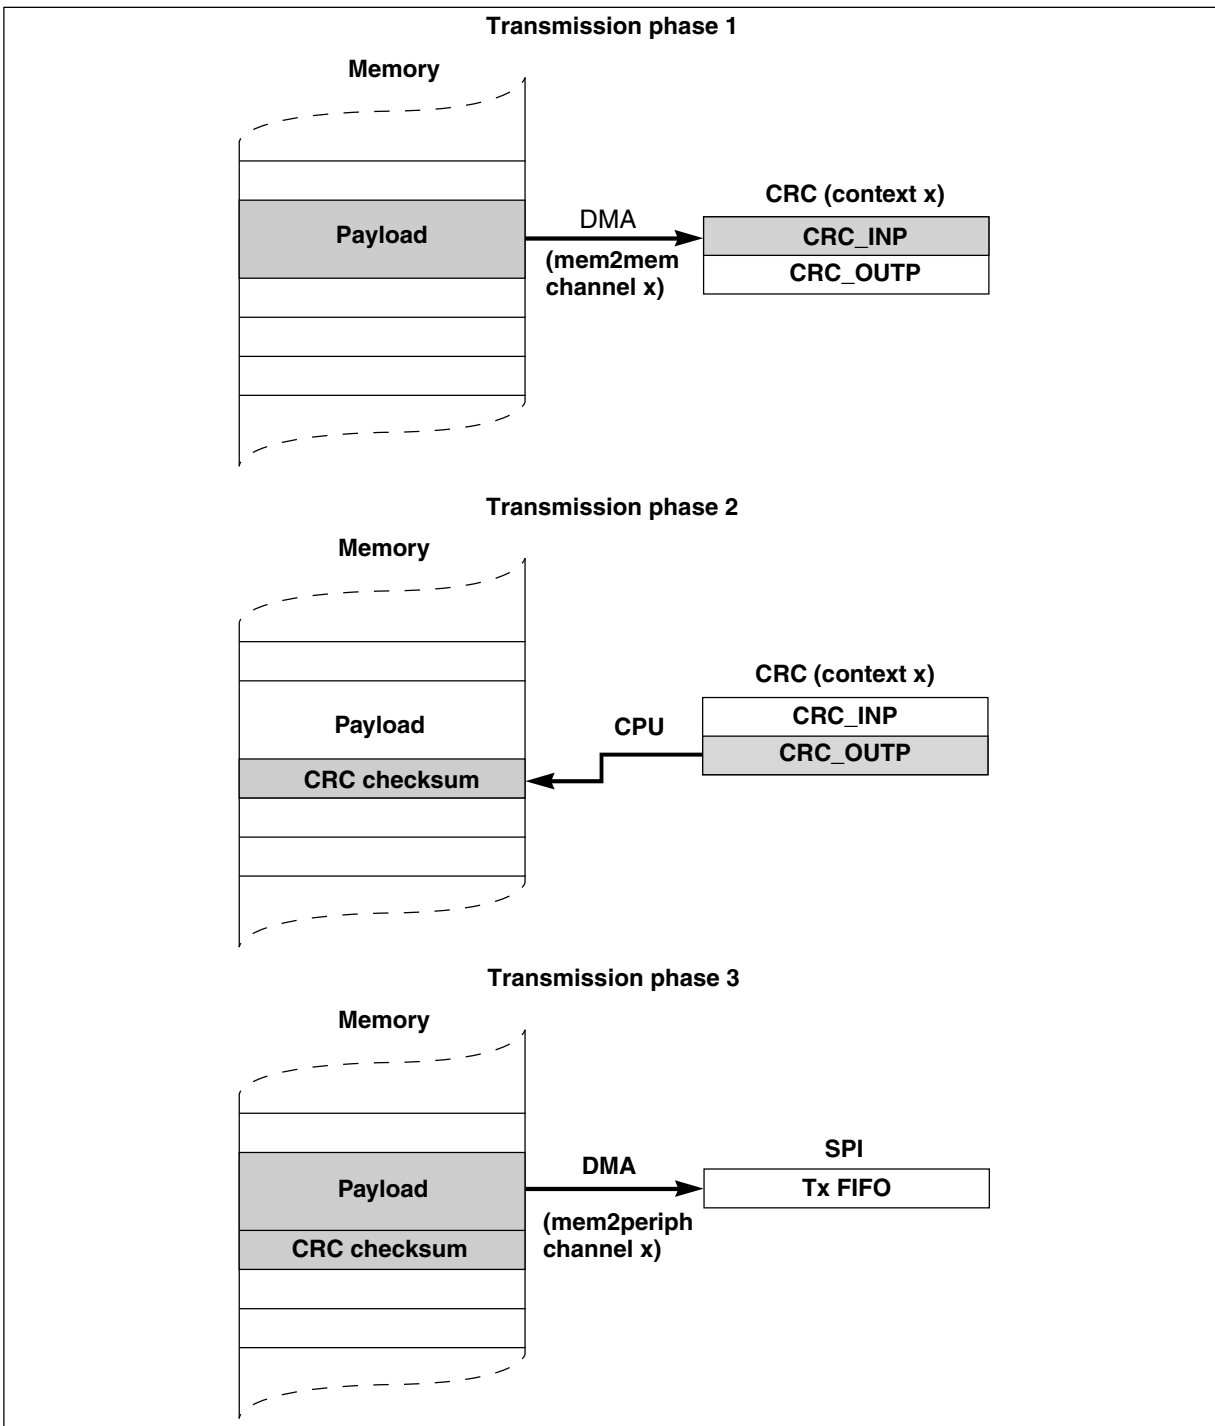 Transmission phase 1
Memory
CRC (context x)
Payload
DMA
CRC_INP
(mem2mem
channel x)
CRC_OUTP
Transmission phase 2
Memory
CRC (context x)
Payload
CPU
CRC_INP
CRC_OUTP
CRC checksum
Transmission phase 3
Memory
SPI
Payload
DMA
Tx FIFO
(mem2periph
channel x)
CRC checksum